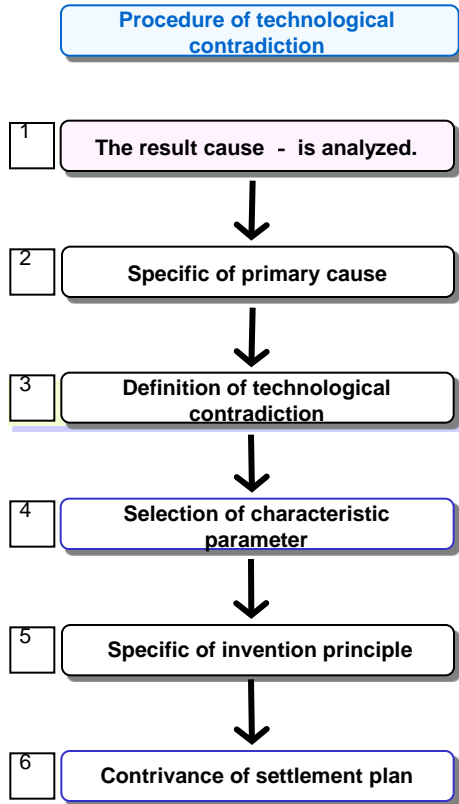 Procedure of technological
contradiction
1
The result cause - is analyzed.
2
Specific of primary cause
3
Definition of technological
contradiction
4
Selection of characteristic
parameter
5
Specific of invention principle
6
Contrivance of settlement plan